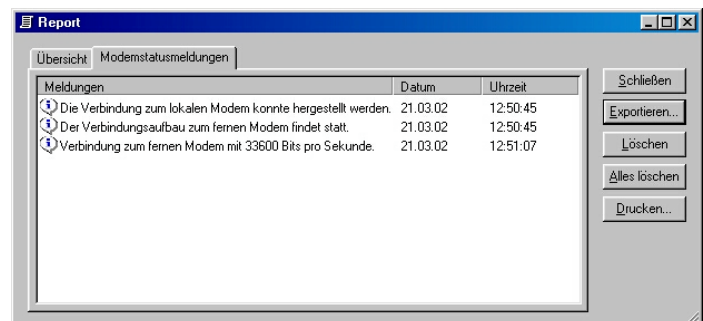 Report
Übersicht Modemstatusmeldungen
Meldungen Datum Uhrzeit
Die Verbindung zum lokalen Modem konnte hergestellt werden. 21.03.02 12:50:45
Der Verbindungsaufbau zum fernen Modem findet statt. 21.03.02 12:50:45
Verbindung zum fernen Modem mit 33600 Bits pro Sekunde. 21.03.02 12:51:07
Schließen
Exportieren...
Löschen
Alles löschen
Drucken...